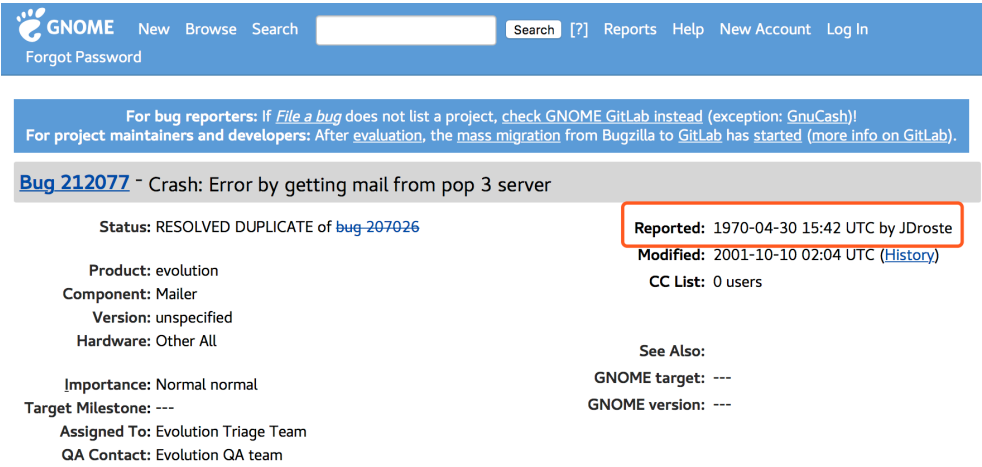 GNOME New Browse Search Search [?] Reports Help New Account Log In
Forgot Password
For bug reporters: If File a bug does not list a project, check GNOME GitLab instead (exception: GnuCash)!
For project maintainers and developers: After evaluation, the mass migration from Bugzilla to GitLab has started (more info on GitLab).
Bug 212077 - Crash: Error by getting mail from pop 3 server
Status: RESOLVED DUPLICATE of bug 207026
Product: evolution
Component: Mailer
Version: unspecified
Hardware: Other All
Importance: Normal normal
Target Milestone: ---
Assigned To: Evolution Triage Team
QA Contact: Evolution QA team
Reported: 1970-04-30 15:42 UTC by JDroste
Modified: 2001-10-10 02:04 UTC (History)
CC List: 0 users
See Also:
GNOME target: ---
GNOME version: ---